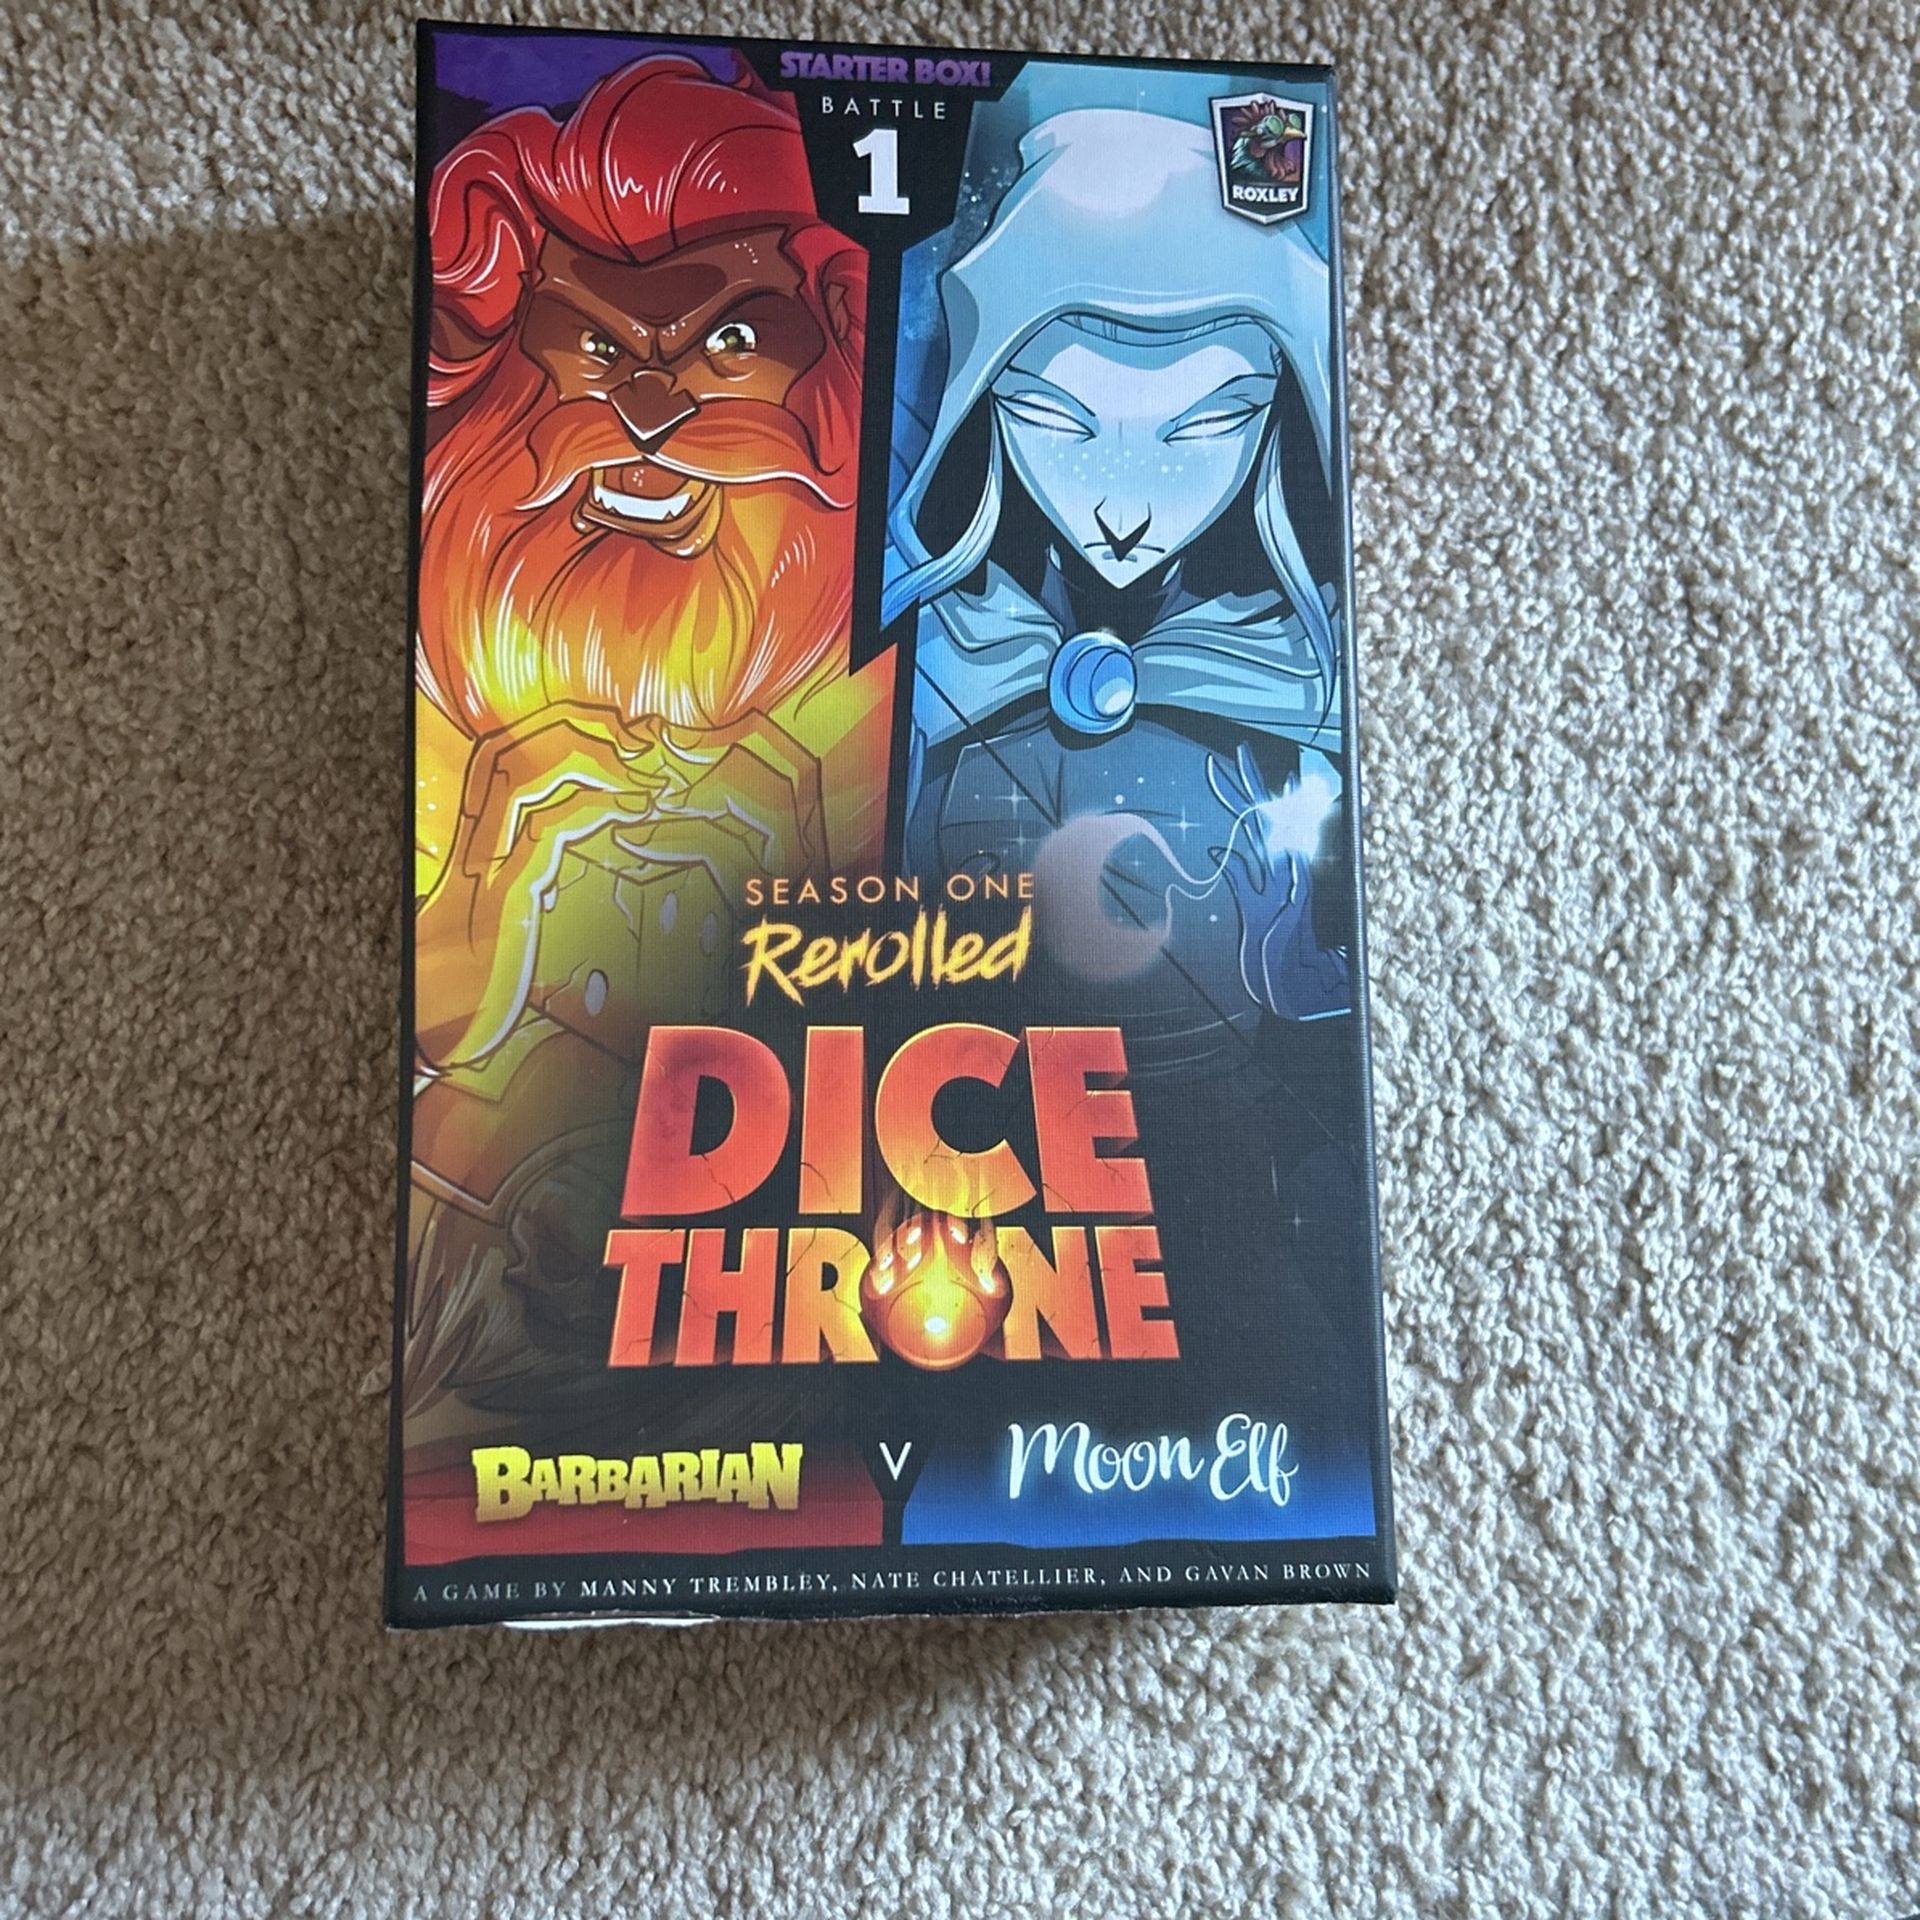 STARTER BOX!
BATTLE
1
ROXLEY
SEASON ONE
Rerolled
DICE
THRONE
BARBARIAN V Moon Elf
A GAME BY MANNY TREMBLEY, NATE CHATELLIER, AND GAVAN BROWN